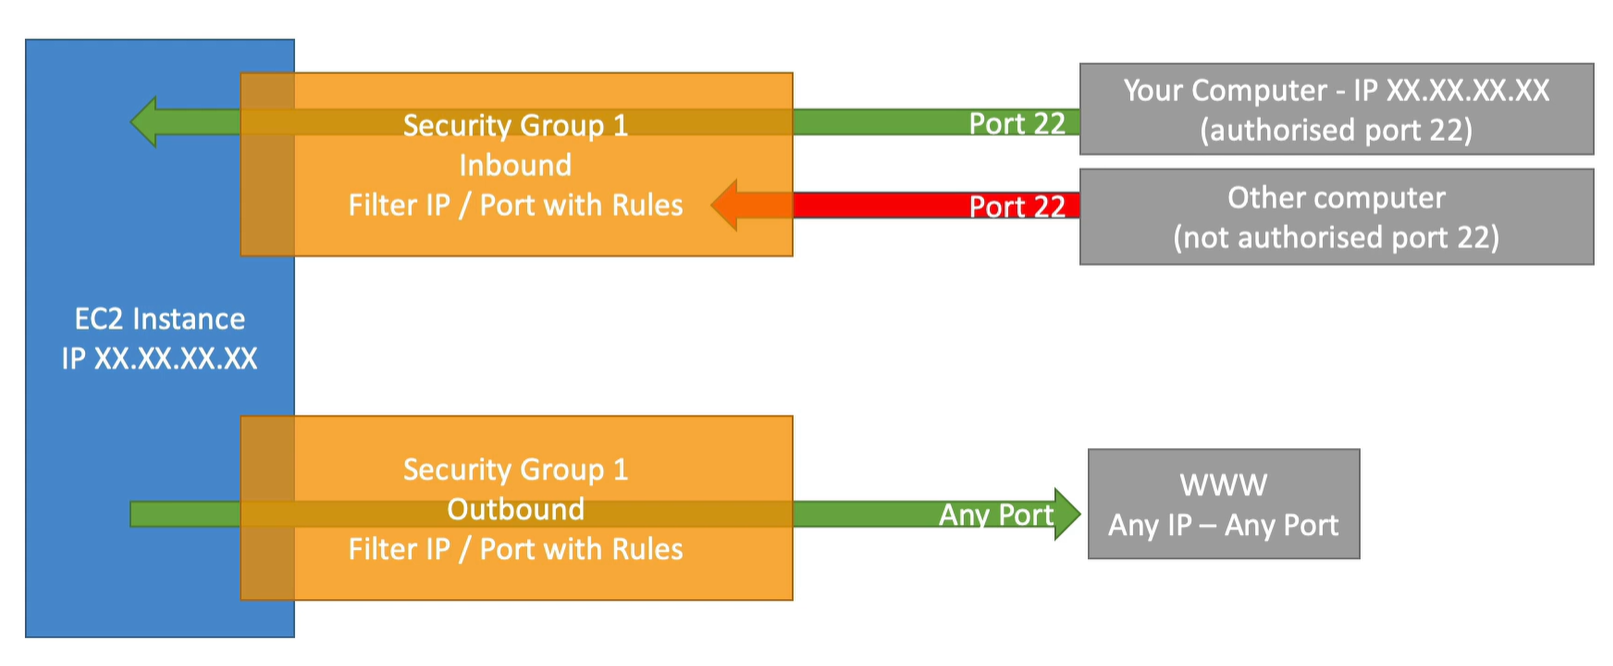 Security Group 1
Inbound
Filter IP / Port with Rules
Port 22
Your Computer - IP XX.XX.XX.XX
(authorised port 22)
Port 22
Other computer
(not authorised port 22)
EC2 Instance
IP XX.XX.XX.XX
Security Group 1
Outbound
Filter IP / Port with Rules
Any Port
WWW
Any IP – Any Port